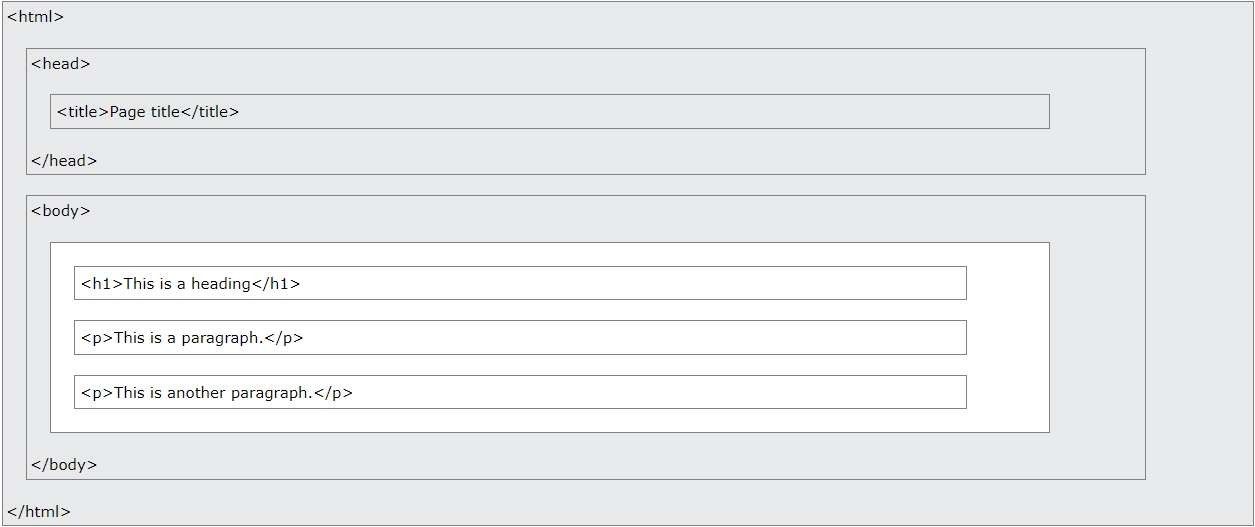 <html>
<head>
<title>Page title</title>
</head>
<body>
<h1>This is a heading</h1>
<p>This is a paragraph.</p>
<p>This is another paragraph.</p>
</body>
</html>